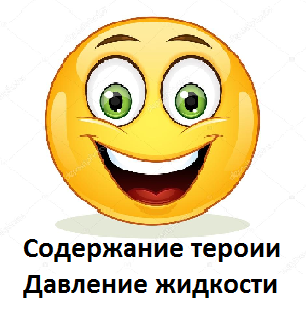 Содержание тероии
Давление жидкости